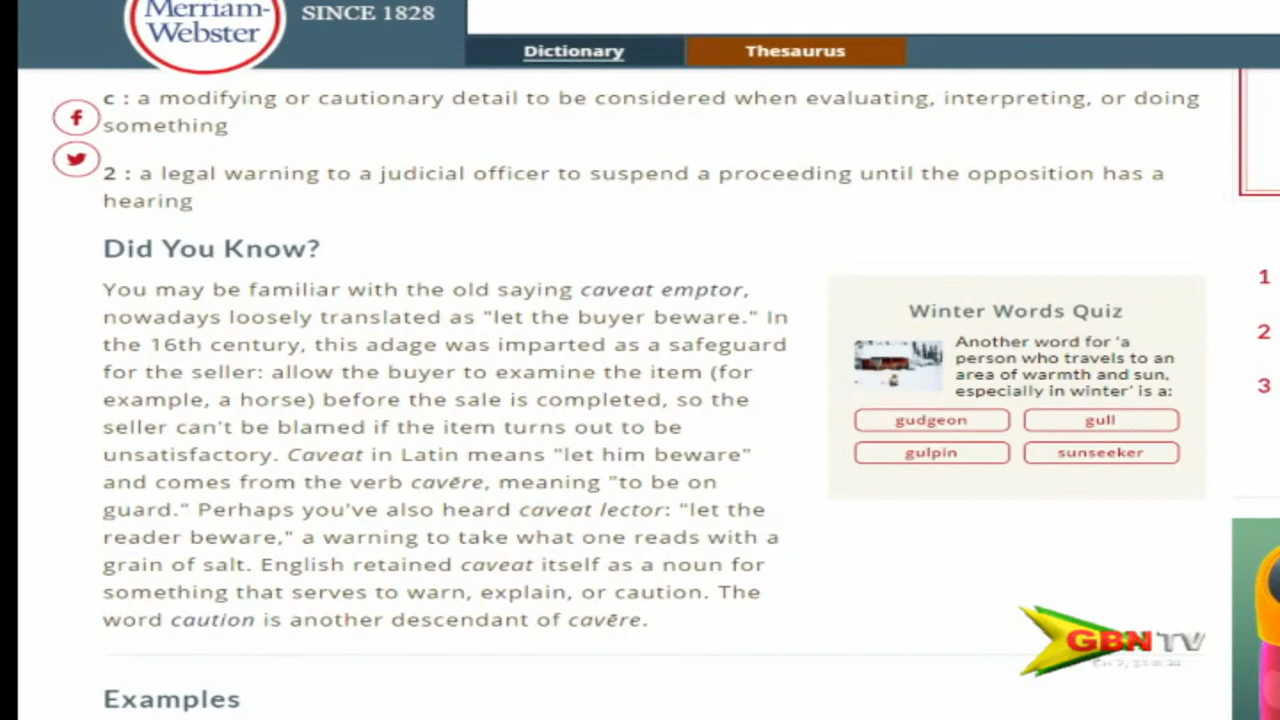 Merriam-
Webster
SINCE 1828
Dictionary
Thesaurus
c : a modifying or cautionary detail to be considered when evaluating, interpreting, or doing
something
2 : a legal warning to a judicial officer to suspend a proceeding until the opposition has a
hearing
Did You Know?
You may be familiar with the old saying caveat emptor,
nowadays loosely translated as "let the buyer beware." In
the 16th century, this adage was imparted as a safeguard
for the seller: allow the buyer to examine the item (for
example, a horse) before the sale is completed, so the
seller can't be blamed if the item turns out to be
unsatisfactory. Caveat in Latin means "let him beware"
and comes from the verb cavēre, meaning "to be on
guard." Perhaps you've also heard caveat lector: "let the
reader beware," a warning to take what one reads with a
grain of salt. English retained caveat itself as a noun for
something that serves to warn, explain, or caution. The
word caution is another descendant of cavēre.
Winter Words Quiz
Another word for 'a
person who travels to an
area of warmth and sun,
especially in winter' is a:
gudgeon
gull
gulpin
sunseeker
1
2
3
GBN TV
Examples